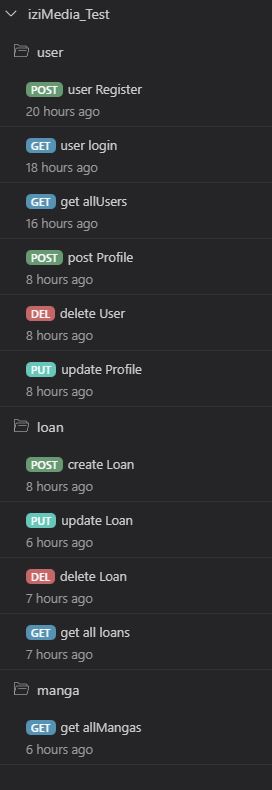 iziMedia_Test
user
POST user Register
20 hours ago
GET user login
18 hours ago
GET get allUsers
16 hours ago
POST post Profile
8 hours ago
DEL delete User
8 hours ago
PUT update Profile
8 hours ago
loan
POST create Loan
8 hours ago
PUT update Loan
6 hours ago
DEL delete Loan
7 hours ago
GET get all loans
7 hours ago
manga
GET get allMangas
6 hours ago